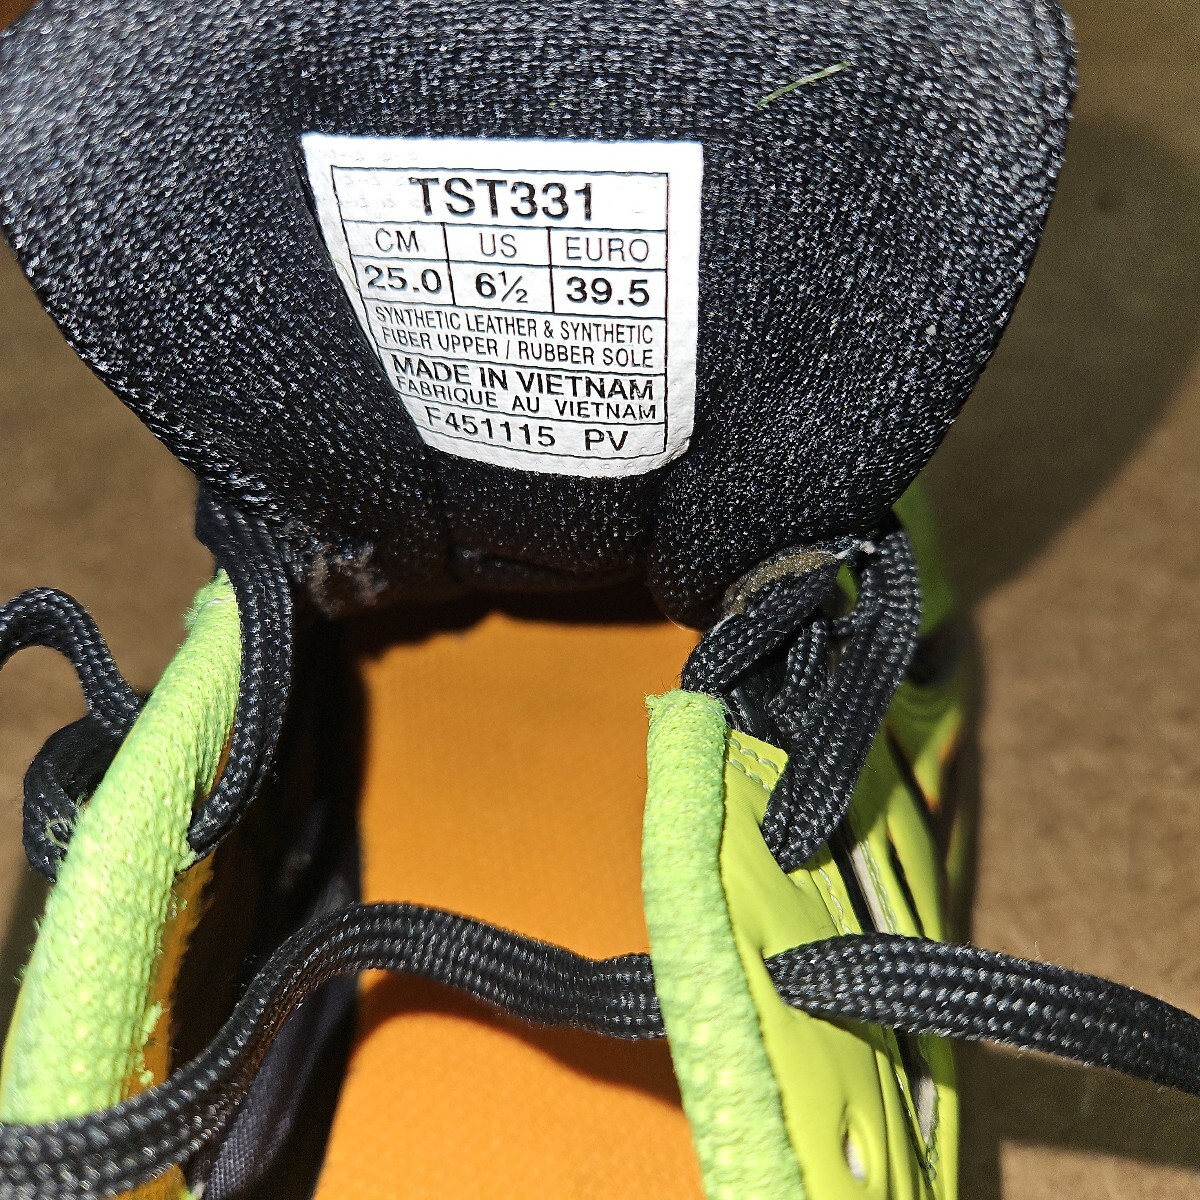 TST331
CM US EURO
25.0 6½ 39.5
SYNTHETIC LEATHER & SYNTHETIC
FIBER UPPER / RUBBER SOLE
MADE IN VIETNAM
FABRIQUE AU VIETNAM
F451115 PV